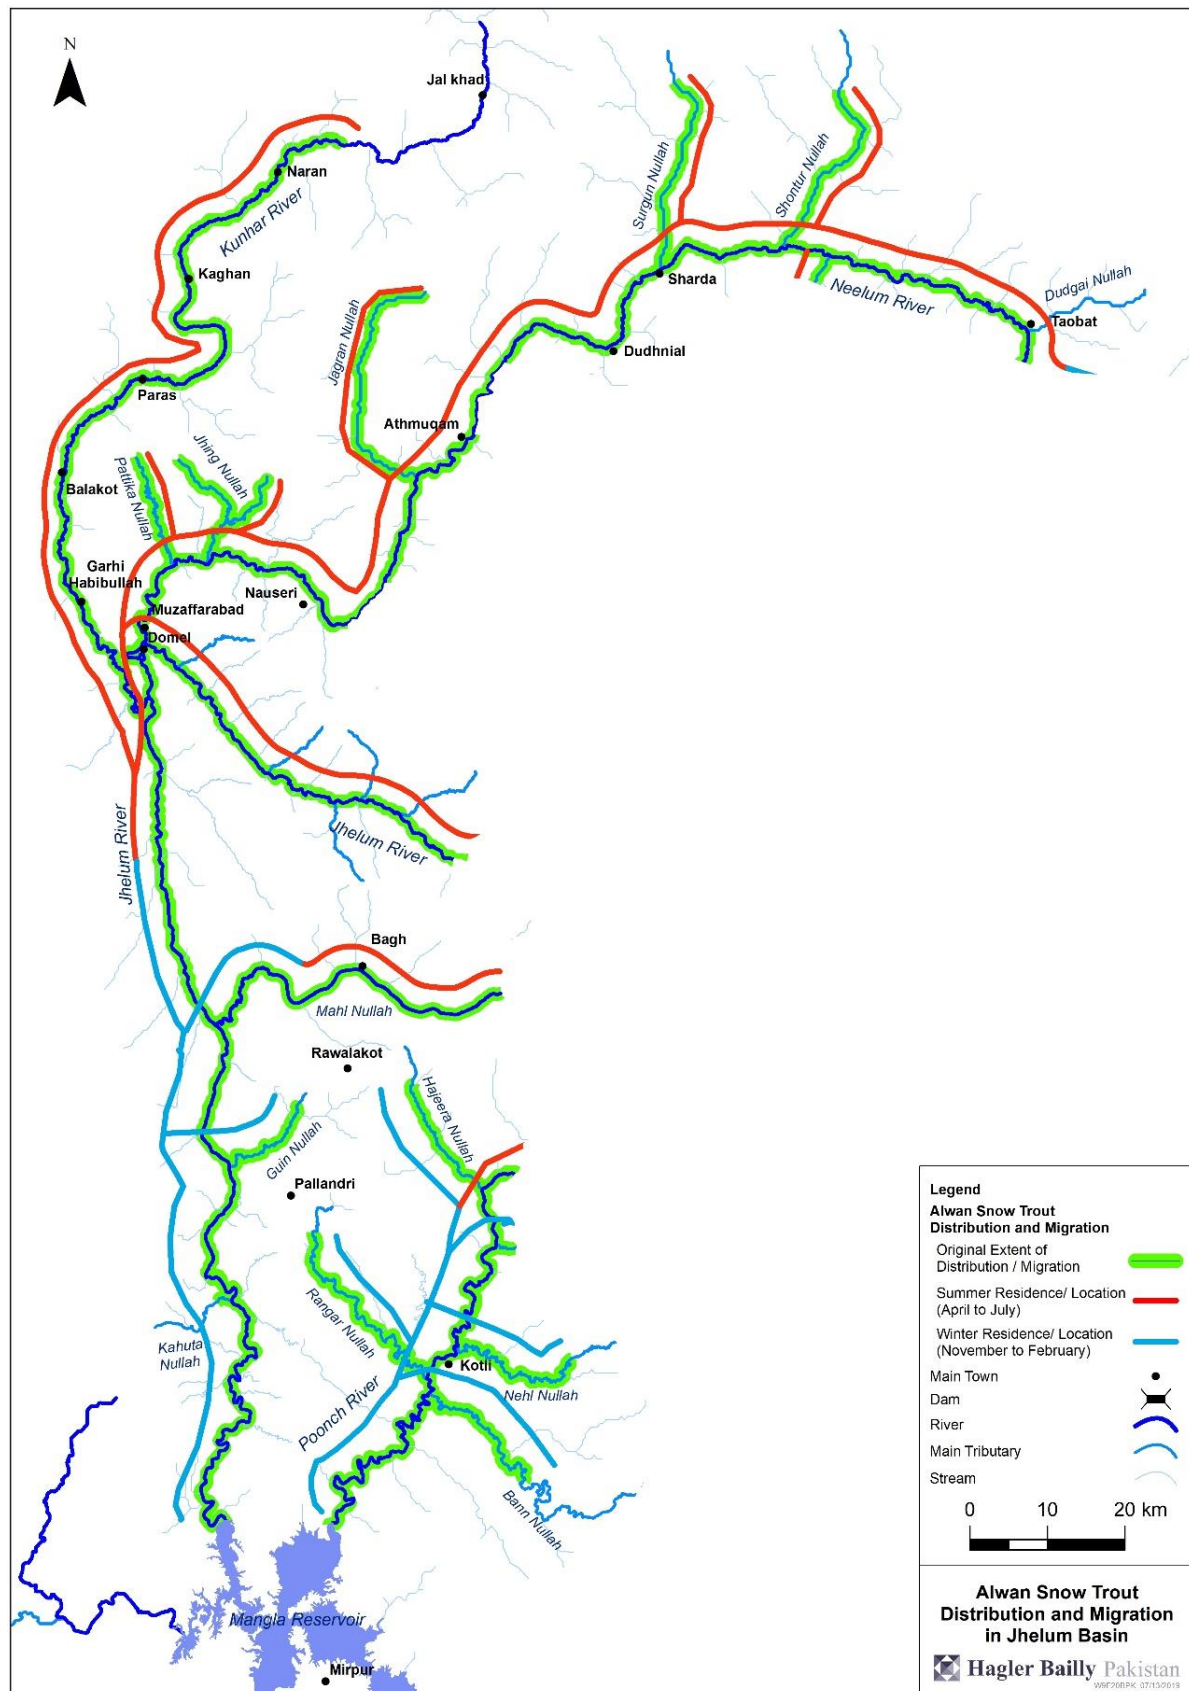 N
Jal khad
Naran
Kunhar River
Kaghan
Paras
Balakot
Garhi
Habibullah
Pattika Nullah
Jhing Nullah
Jagran Nullah
Athmuqam
Surgun Nullah
Shontur Nullah
Sharda
Dudhnial
Neelum River
Dudgai Nullah
Taobat
Nauseri
Muzaffarabad
Domel
Jhelum River
Jhelum River
Bagh
Mahl Nullah
Rawalakot
Hajeera Nullah
Guin Nullah
Pallandri
Rangar Nullah
Kahuta
Nullah
Kotli
Nehl Nullah
Poonch River
Bann Nullah
Mangla Reservoir
Mirpur
Legend
Alwan Snow Trout
Distribution and Migration
Original Extent of
Distribution / Migration
Summer Residence/ Location
(April to July)
Winter Residence/ Location
(November to February)
Main Town
Dam
River
Main Tributary
Stream
0 10 20 km
Alwan Snow Trout
Distribution and Migration
in Jhelum Basin
Hagler Bailly Pakistan
07/13/2019